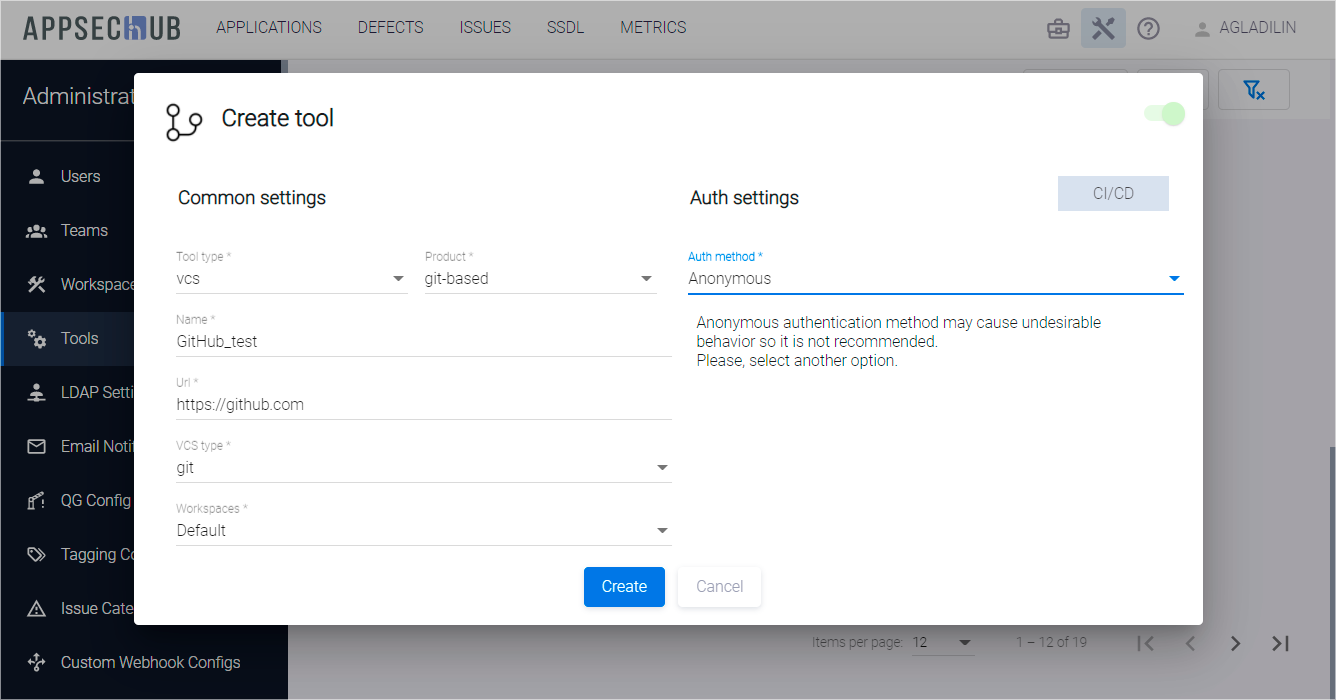 APPSECHUB
APPLICATIONS
DEFECTS
ISSUES
SSDL
METRICS
AGLADILIN
Administrat
Users
Teams
Workspace
Tools
LDAP Setti
Email Notif
QG Config
Tagging Co
Issue Cate
Custom Webhook Configs
Create tool
Common settings
Tool type *
vcs
Product *
git-based
Name *
GitHub_test
Url *
https://github.com
VCS type *
git
Workspaces *
Default
Auth settings
CI/CD
Auth method *
Anonymous
Anonymous authentication method may cause undesirable
behavior so it is not recommended.
Please, select another option.
Create
Cancel
Items per page:
12
1 – 12 of 19